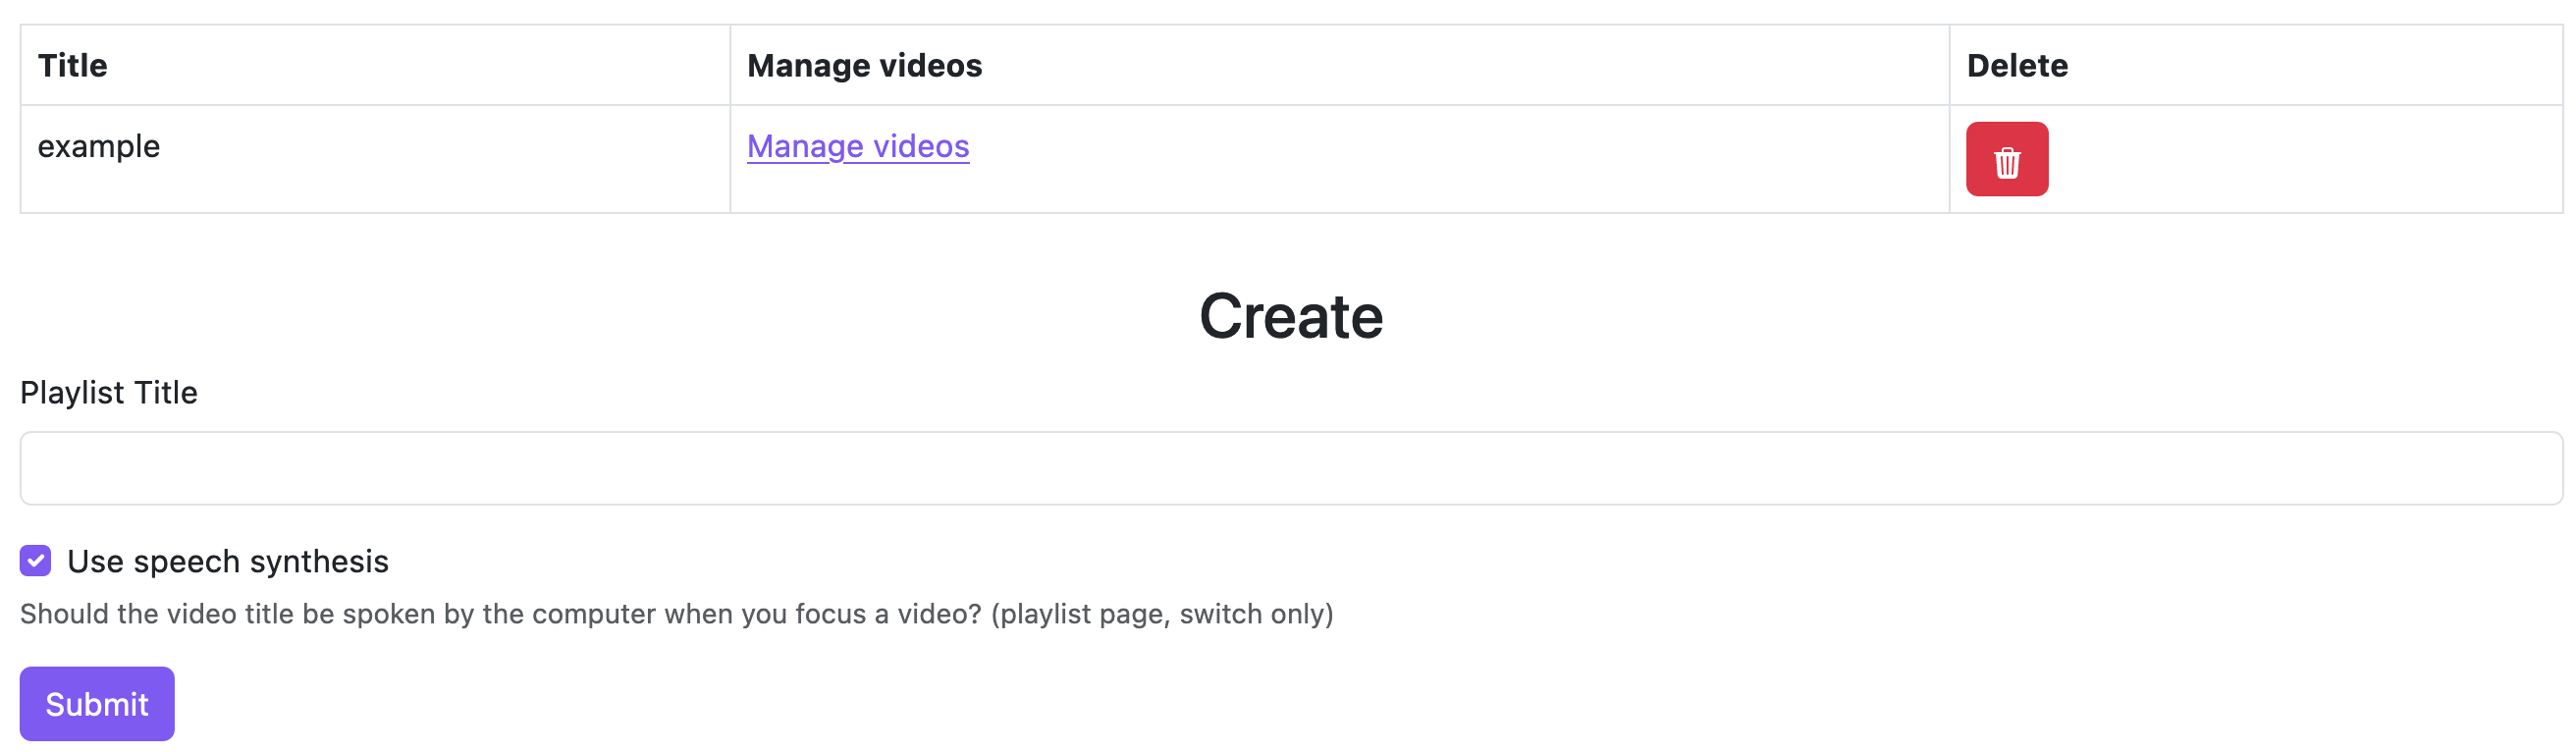 Title Manage videos Delete
example Manage videos
Create
Playlist Title
Use speech synthesis
Should the video title be spoken by the computer when you focus a video? (playlist page, switch only)
Submit